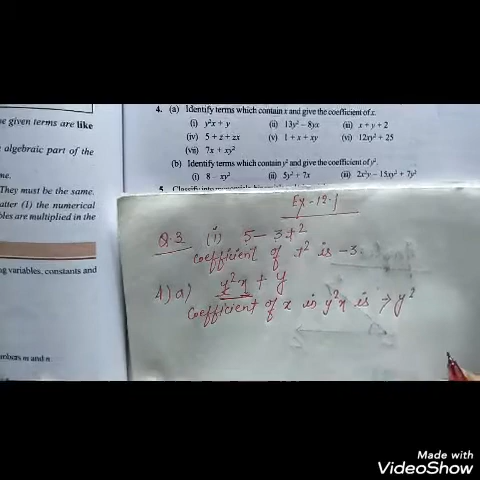 4. (a) Identify terms which contain x and give the coefficient of x.
(i) y²x + y (ii) 13y² – 8yx (iii) x + y + 2
(iv) 5 + z + zx (v) 1 + x + xy (vi) 12xy² + 25
(vii) 7x + xy²
(b) Identify terms which contain y² and give the coefficient of y².
(i) 8 – xy² (ii) 5y² + 7x (iii) 2x²y – 15xy² + 7y²
given terms are like
algebraic part of the
me.
They must be the same.
atter (1) the numerical
bles are multiplied in the
ng variables, constants and
numbers m and n
Ex-12.1
Q.3 (i) 5 - 3t²
Coefficient of t² is -3
4) a) y²x + y
Coefficient of x in y²x is → y²
Made with
VideoShow